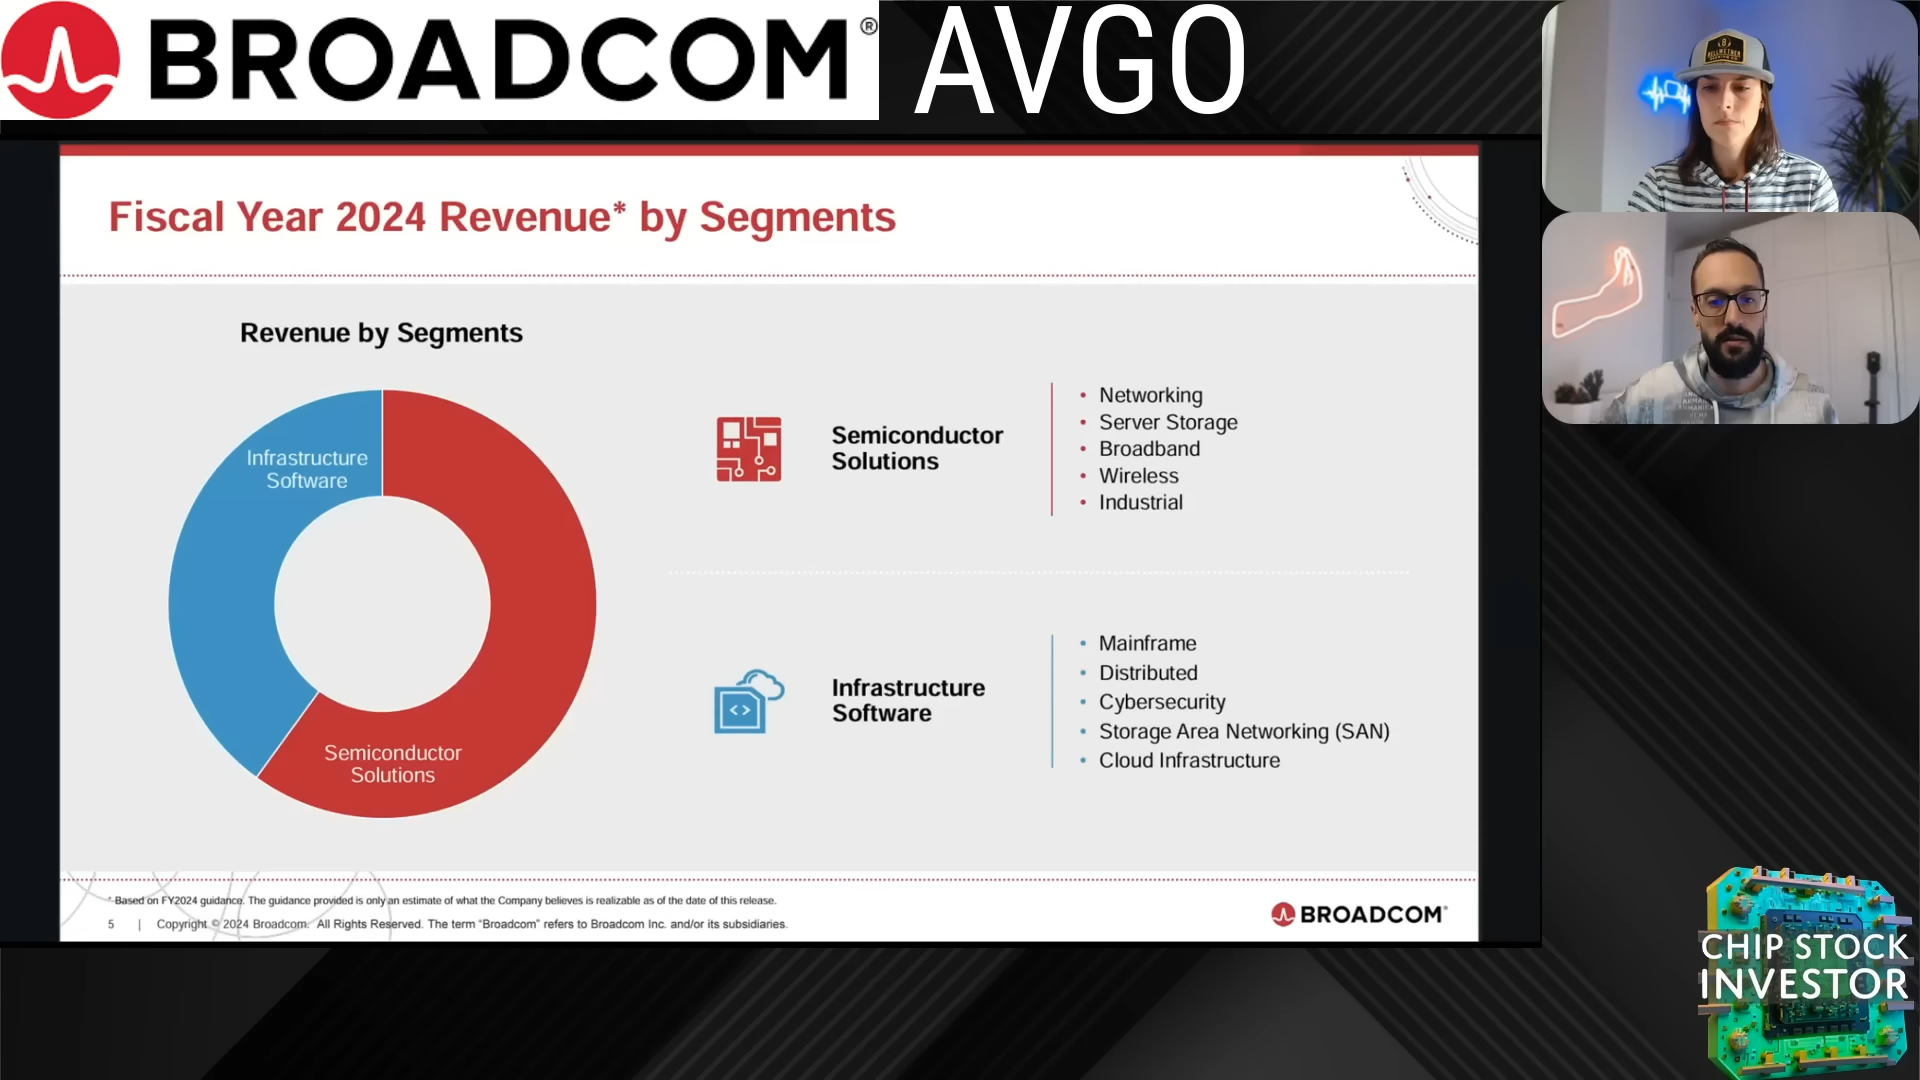 BROADCOM®
AVGO
Fiscal Year 2024 Revenue* by Segments
Revenue by Segments
Infrastructure
Software
Semiconductor
Solutions
Semiconductor
Solutions
• Networking
• Server Storage
• Broadband
• Wireless
• Industrial
Infrastructure
Software
• Mainframe
• Distributed
• Cybersecurity
• Storage Area Networking (SAN)
• Cloud Infrastructure
* Based on FY2024 guidance. The guidance provided is only an estimate of what the Company believes is realizable as of the date of this release.
5 | Copyright © 2024 Broadcom. All Rights Reserved. The term “Broadcom” refers to Broadcom Inc. and/or its subsidiaries.
BROADCOM®
CHIP STOCK
INVESTOR